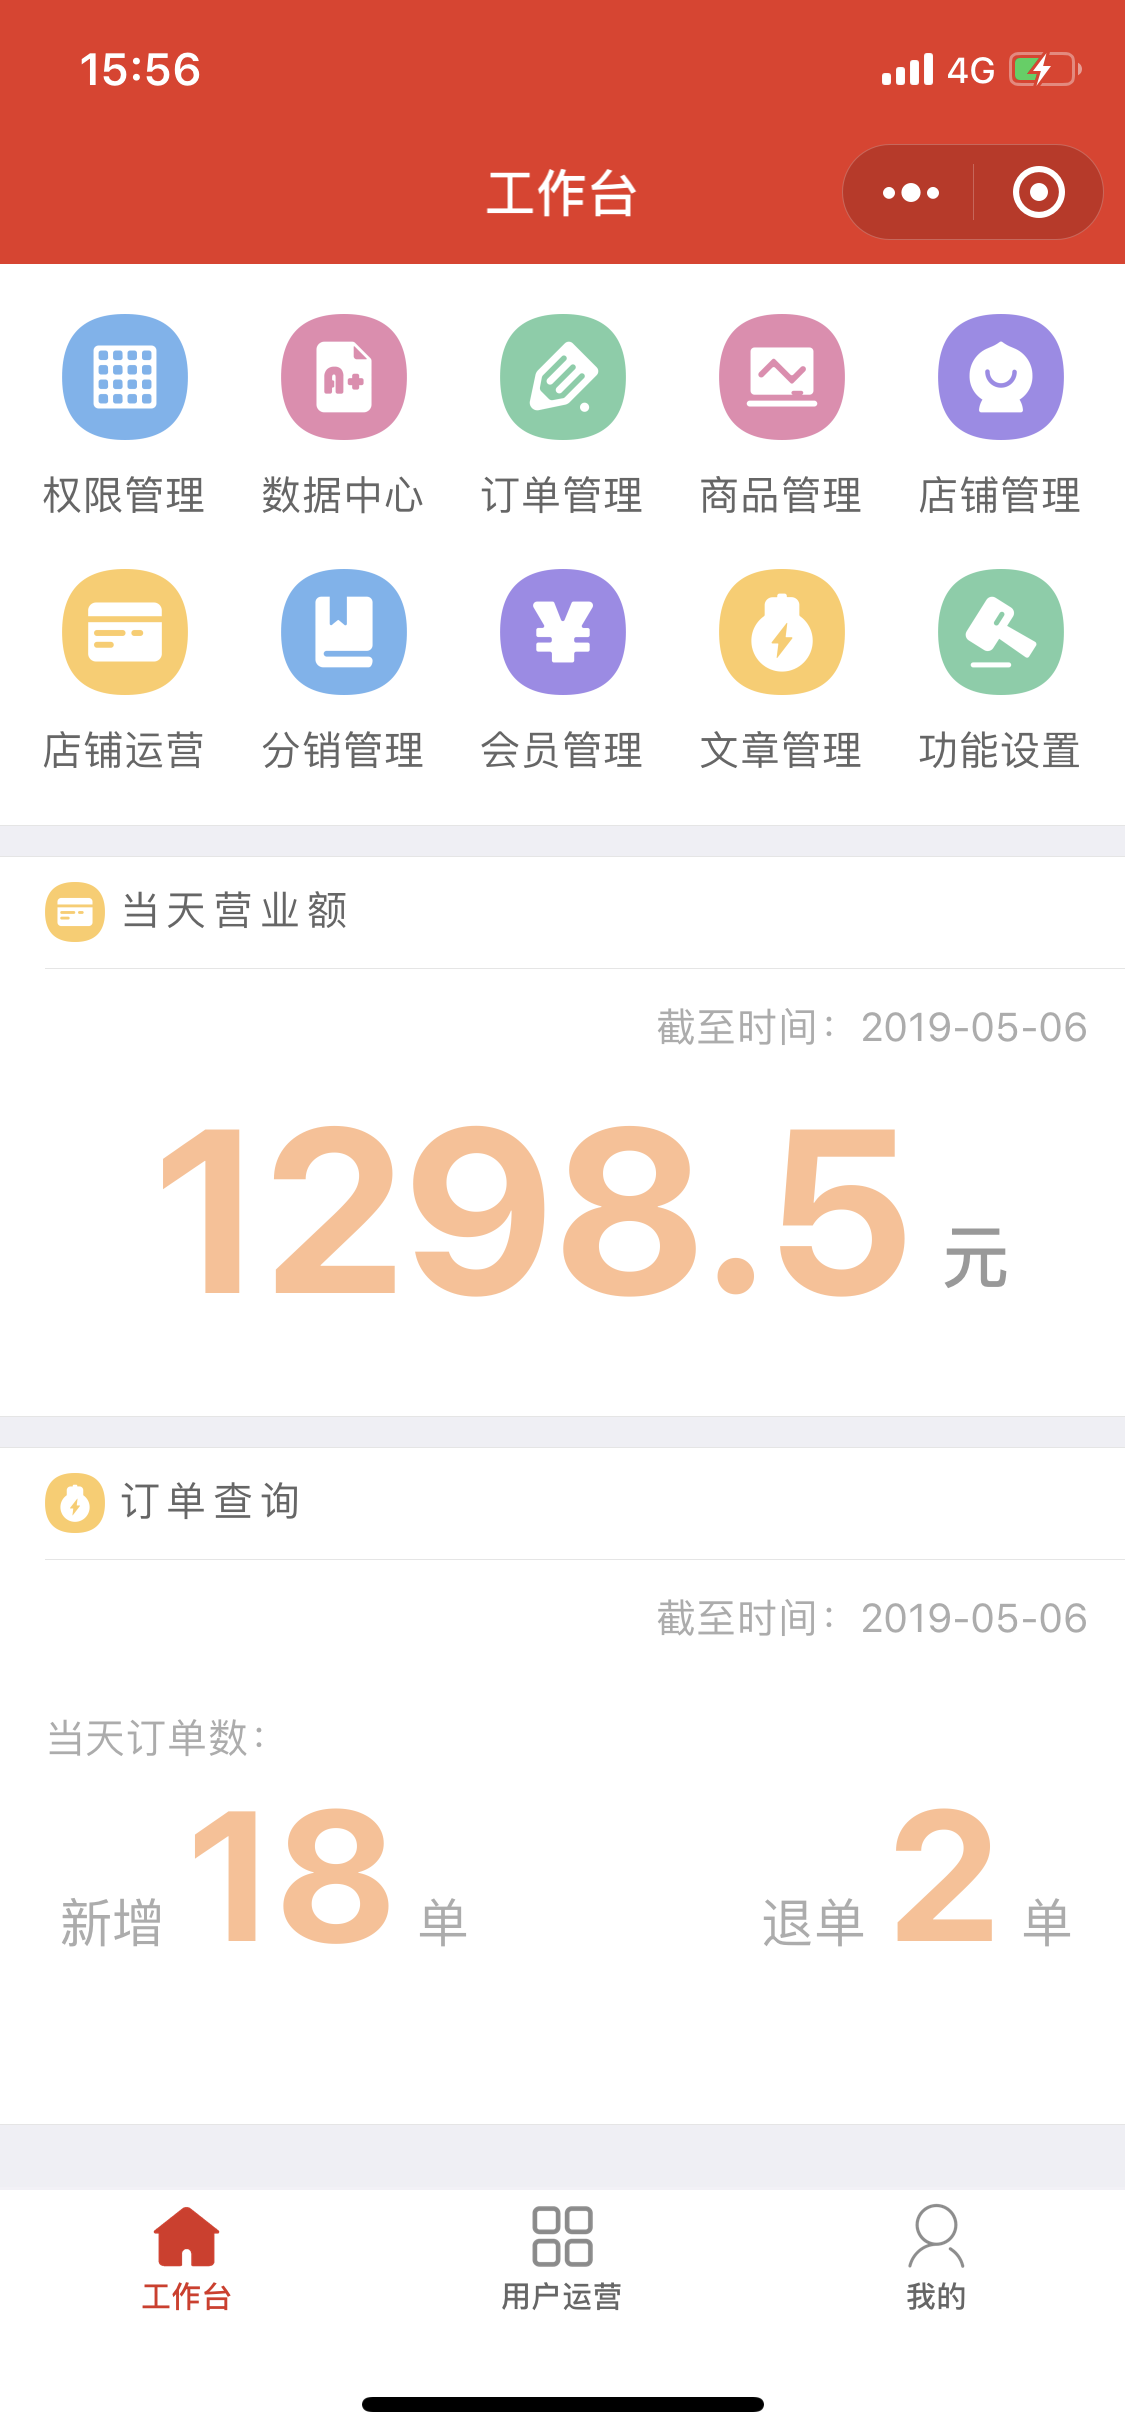 15:56 4G
工作台
权限管理 数据中心 订单管理 商品管理 店铺管理
店铺运营 分销管理 会员管理 文章管理 功能设置
当天营业额
截至时间：2019-05-06
1298.5 元
订单查询
截至时间：2019-05-06
当天订单数：
新增 18 单 退单 2 单
工作台 用户运营 我的